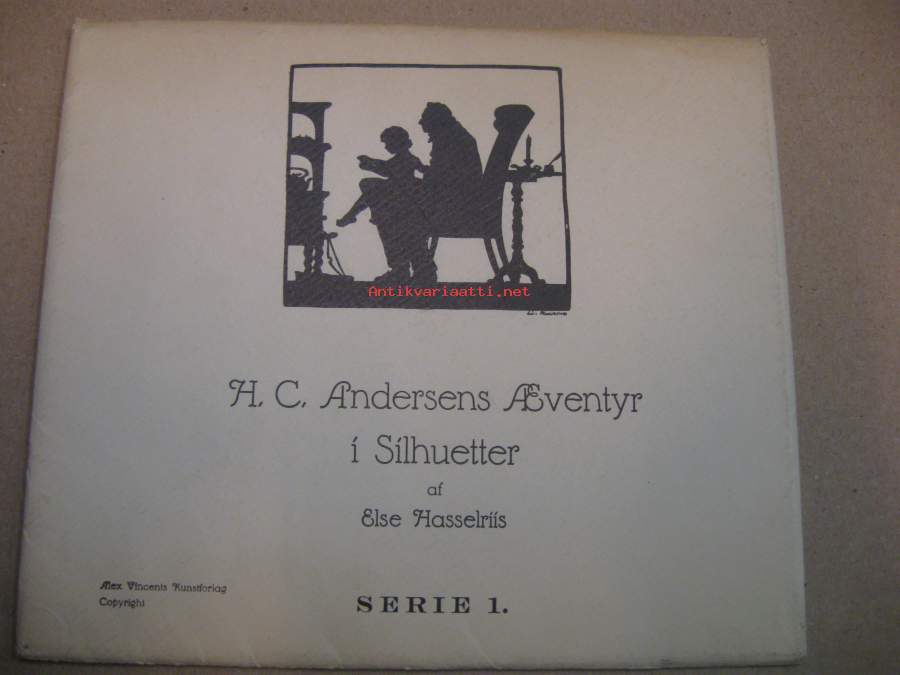 Antikvariaatti.net
H. C. Andersens Æventyr
i Silhuetter
af
Else Hasselriis
Alex Vincents Kunstforlag
Copyright
SERIE 1.